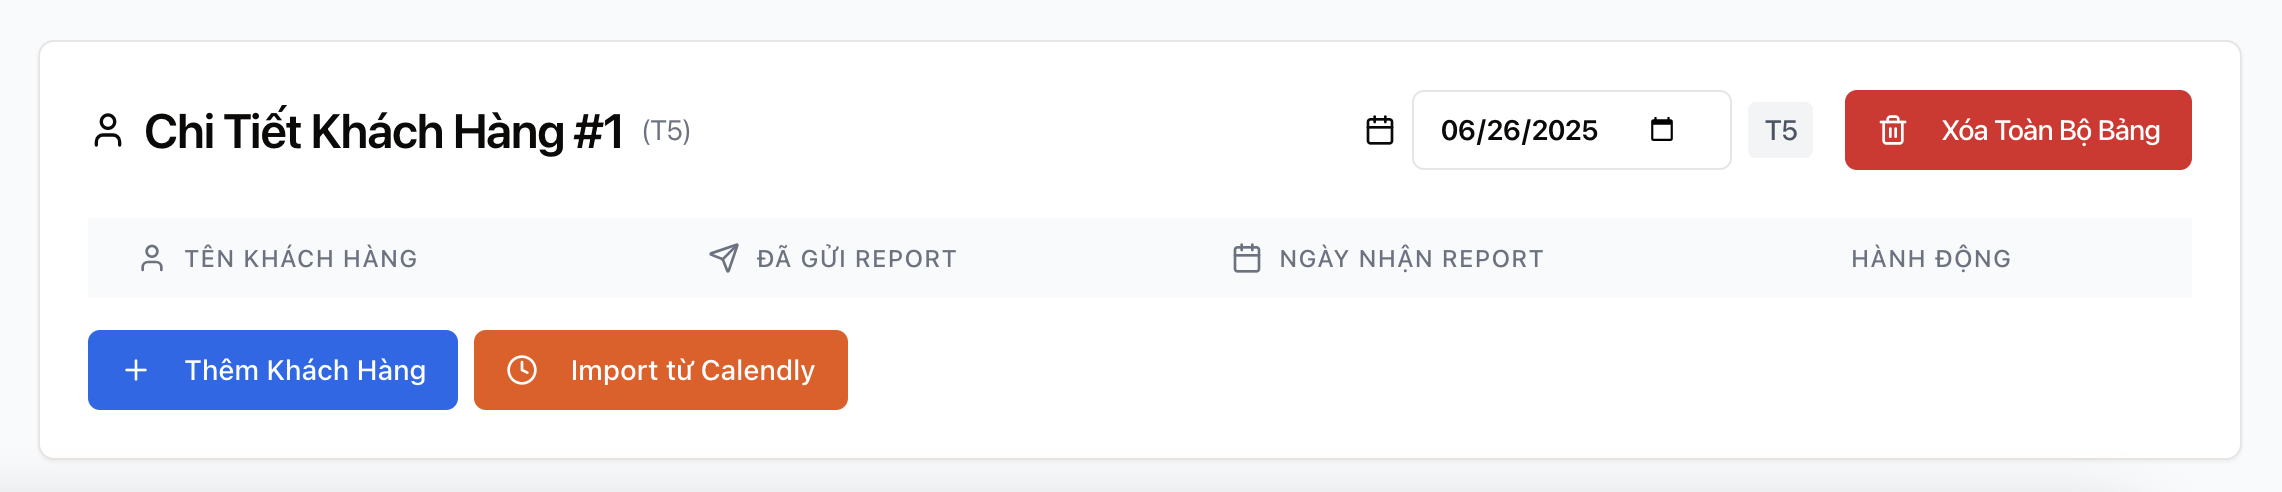 Chi Tiết Khách Hàng #1 (T5) 06/26/2025 T5 Xóa Toàn Bộ Bảng
TÊN KHÁCH HÀNG ĐÃ GỬI REPORT NGÀY NHẬN REPORT HÀNH ĐỘNG
Thêm Khách Hàng Import từ Calendly